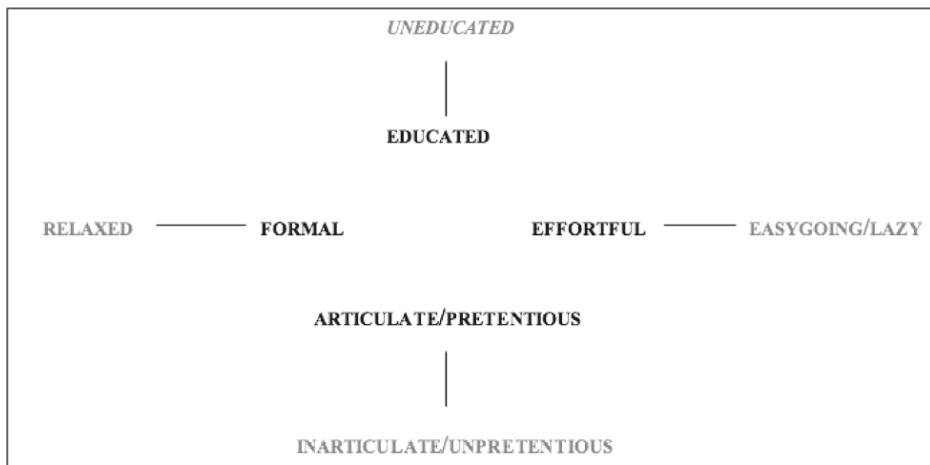 UNEDUCATED
EDUCATED
RELAXED FORMAL EFFORTFUL EASYGOING/LAZY
ARTICULATE/PRETENTIOUS
INARTICULATE/UNPRETENTIOUS